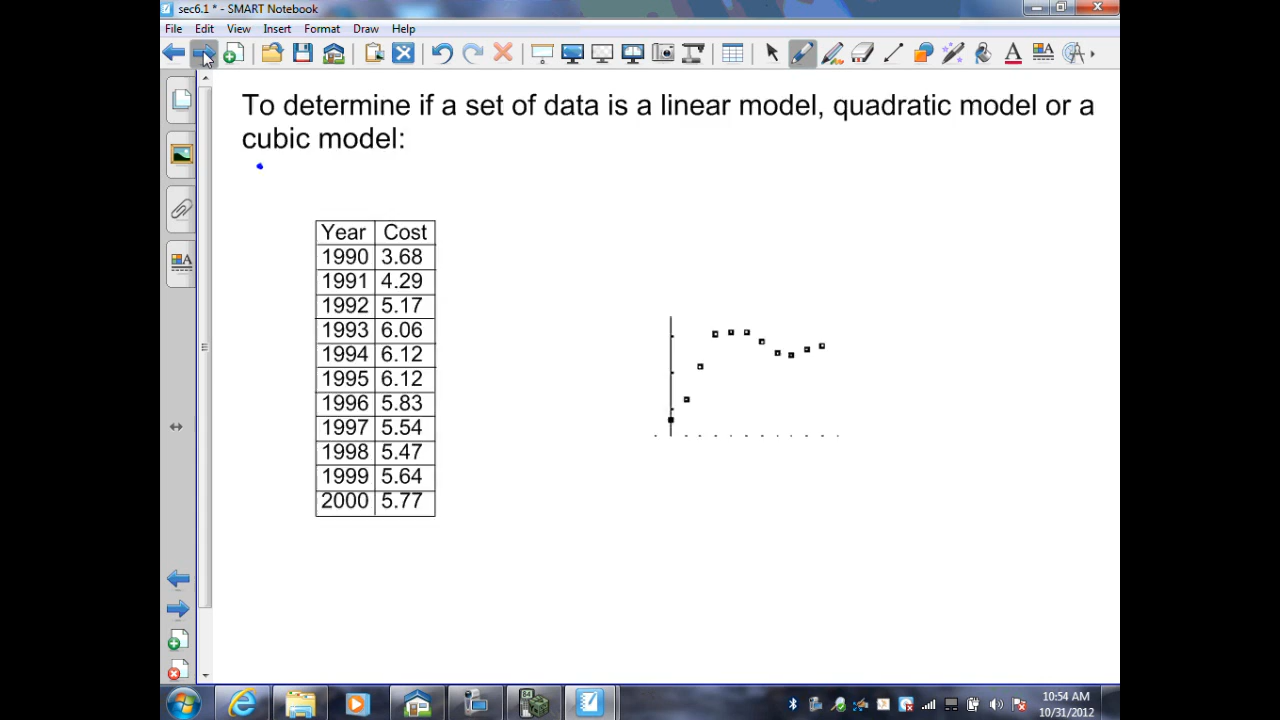 sec6.1 * - SMART Notebook
File Edit View Insert Format Draw Help
To determine if a set of data is a linear model, quadratic model or a
cubic model:
Year Cost
1990 3.68
1991 4.29
1992 5.17
1993 6.06
1994 6.12
1995 6.12
1996 5.83
1997 5.54
1998 5.47
1999 5.64
2000 5.77
10:54 AM
10/31/2012